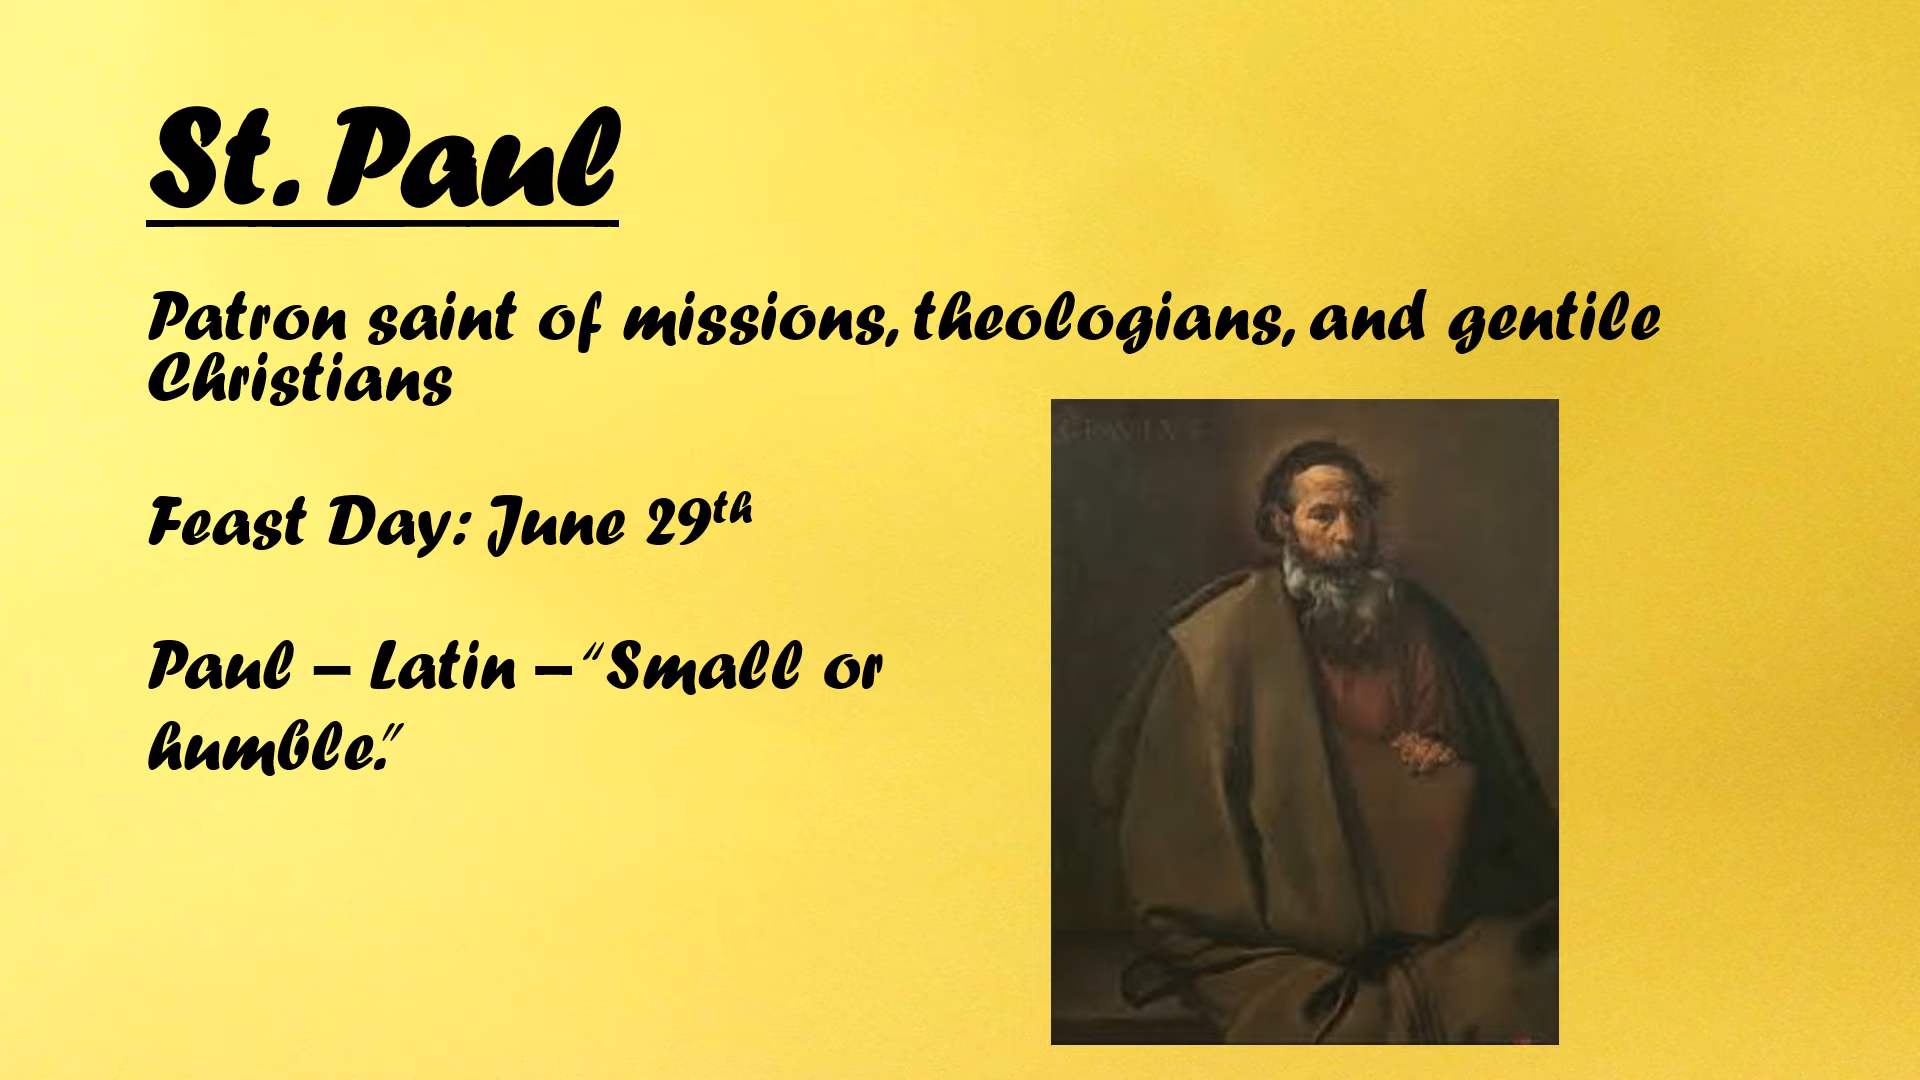 St. Paul
Patron saint of missions, theologians, and gentile
Christians
Feast Day: June 29th
Paul – Latin – “Small or
humble.”